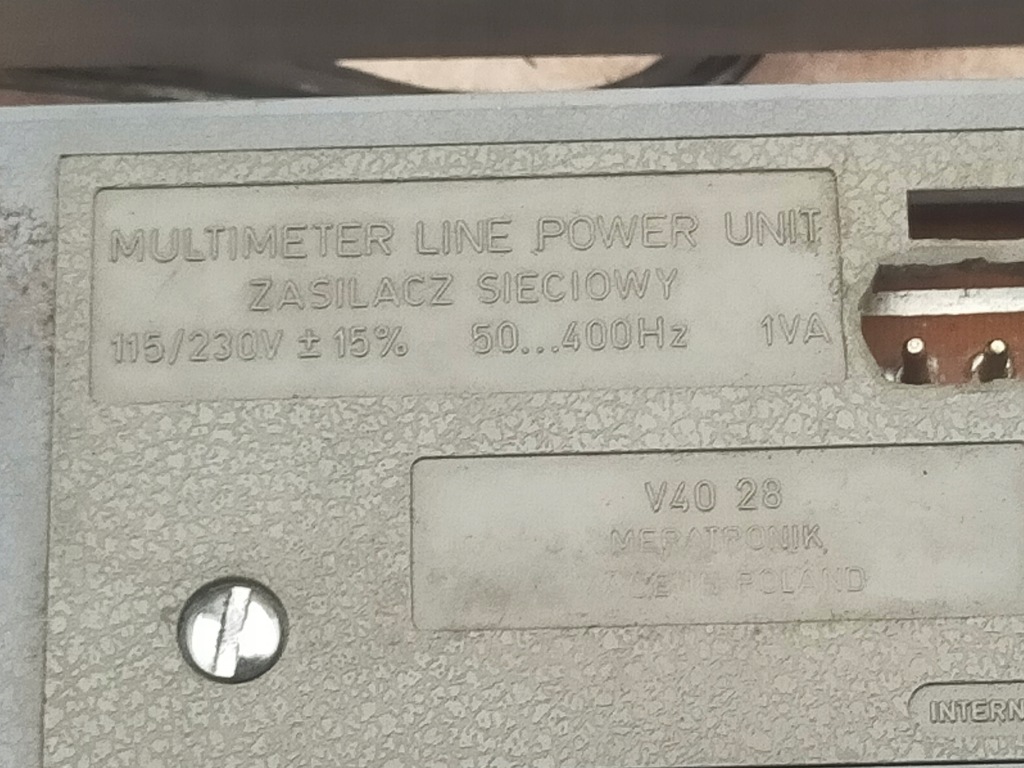 MULTIMETER LINE POWER UNIT
ZASILACZ SIECIOWY
115/230V ± 15% 50...400Hz 1VA
V40 28
MERATRONIK
POLAND
INTERN